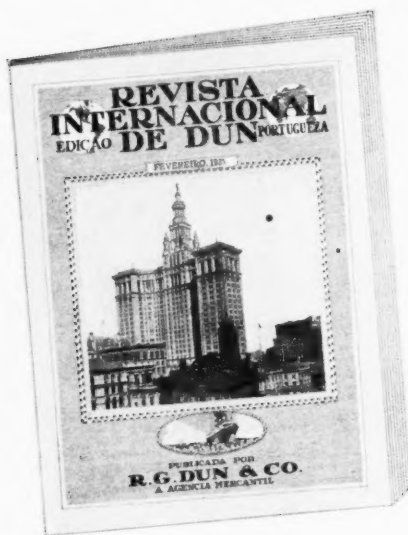 REVISTA
INTERNACIONAL
EDIÇÃO DE DUN PORTUGUEZA
FEVEREIRO,
PUBLICADA POR
R.G. DUN & CO.
A AGENCIA MERCANTIL